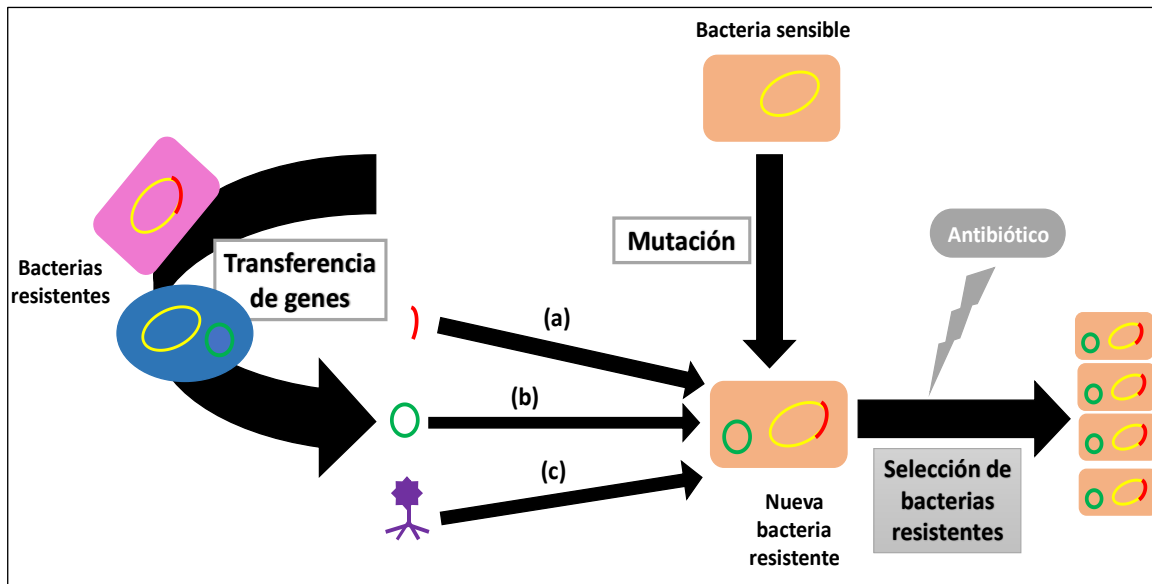 Bacteria sensible
Mutación
Antibiótico
Bacterias
resistentes
Transferencia
de genes
(a)
(b)
(c)
Nueva
bacteria
resistente
Selección de
bacterias
resistentes